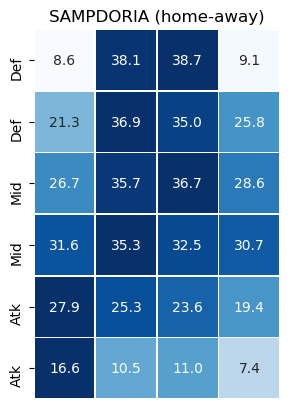 SAMPDORIA (home-away)
Def 8.6 38.1 38.7 9.1
Def 21.3 36.9 35.0 25.8
Mid 26.7 35.7 36.7 28.6
Mid 31.6 35.3 32.5 30.7
Atk 27.9 25.3 23.6 19.4
Atk 16.6 10.5 11.0 7.4